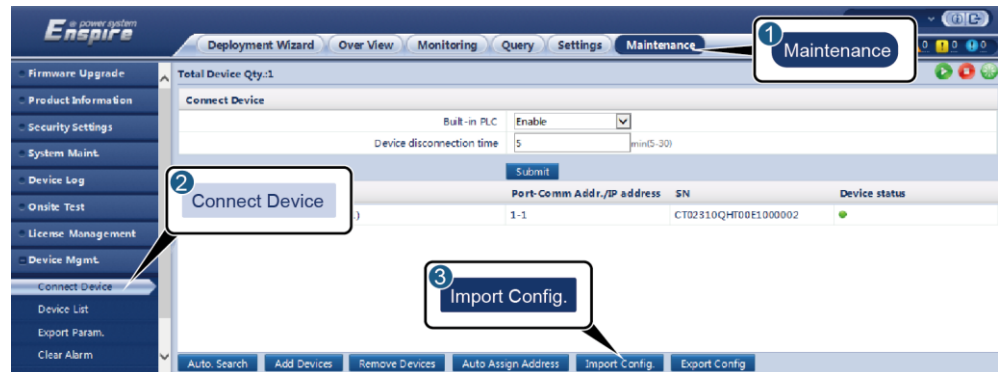 e power system
Enspire
Deployment Wizard Over View Monitoring Query Settings Maintenance
1 Maintenance
0 0 0
Firmware Upgrade
Total Device Qty.:1
Product Information
Connect Device
Security Settings
Built-in PLC Enable
System Maint.
Device disconnection time 5 min(5-30)
Device Log
Submit
2 Connect Device
Port-Comm Addr./IP address SN Device status
Onsite Test
.) 1-1 CT02310QHT00E1000002
License Management
Device Mgmt.
Connect Device
3 Import Config.
Device List
Export Param.
Clear Alarm
Auto. Search Add Devices Remove Devices Auto Assign Address Import Config. Export Config